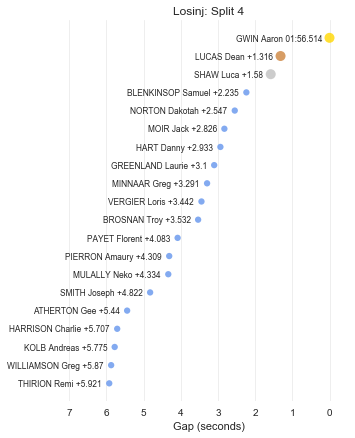 Losinj: Split 4
GWIN Aaron 01:56.514
LUCAS Dean +1.316
SHAW Luca +1.58
BLENKINSOP Samuel +2.235
NORTON Dakotah +2.547
MOIR Jack +2.826
HART Danny +2.933
GREENLAND Laurie +3.1
MINNAAR Greg +3.291
VERGIER Loris +3.442
BROSNAN Troy +3.532
PAYET Florent +4.083
PIERRON Amaury +4.309
MULALLY Neko +4.334
SMITH Joseph +4.822
ATHERTON Gee +5.44
HARRISON Charlie +5.707
KOLB Andreas +5.775
WILLIAMSON Greg +5.87
THIRION Remi +5.921
7 6 5 4 3 2 1 0
Gap (seconds)